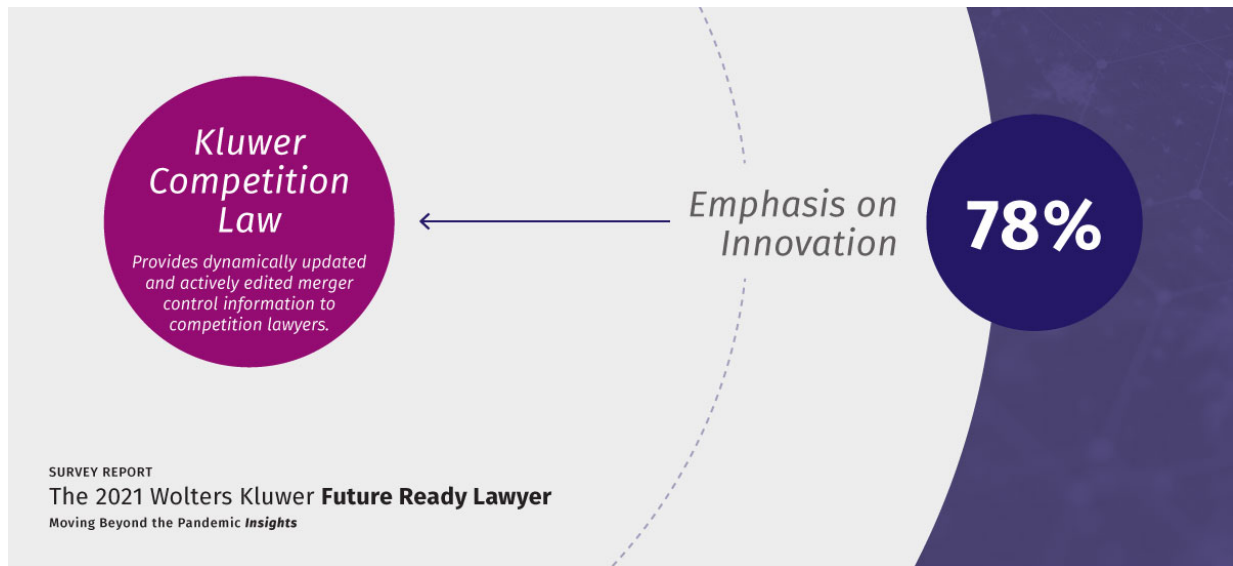 Kluwer
Competition
Law
Provides dynamically updated
and actively edited merger
control information to
competition lawyers.
Emphasis on
Innovation
78%
SURVEY REPORT
The 2021 Wolters Kluwer Future Ready Lawyer
Moving Beyond the Pandemic Insights